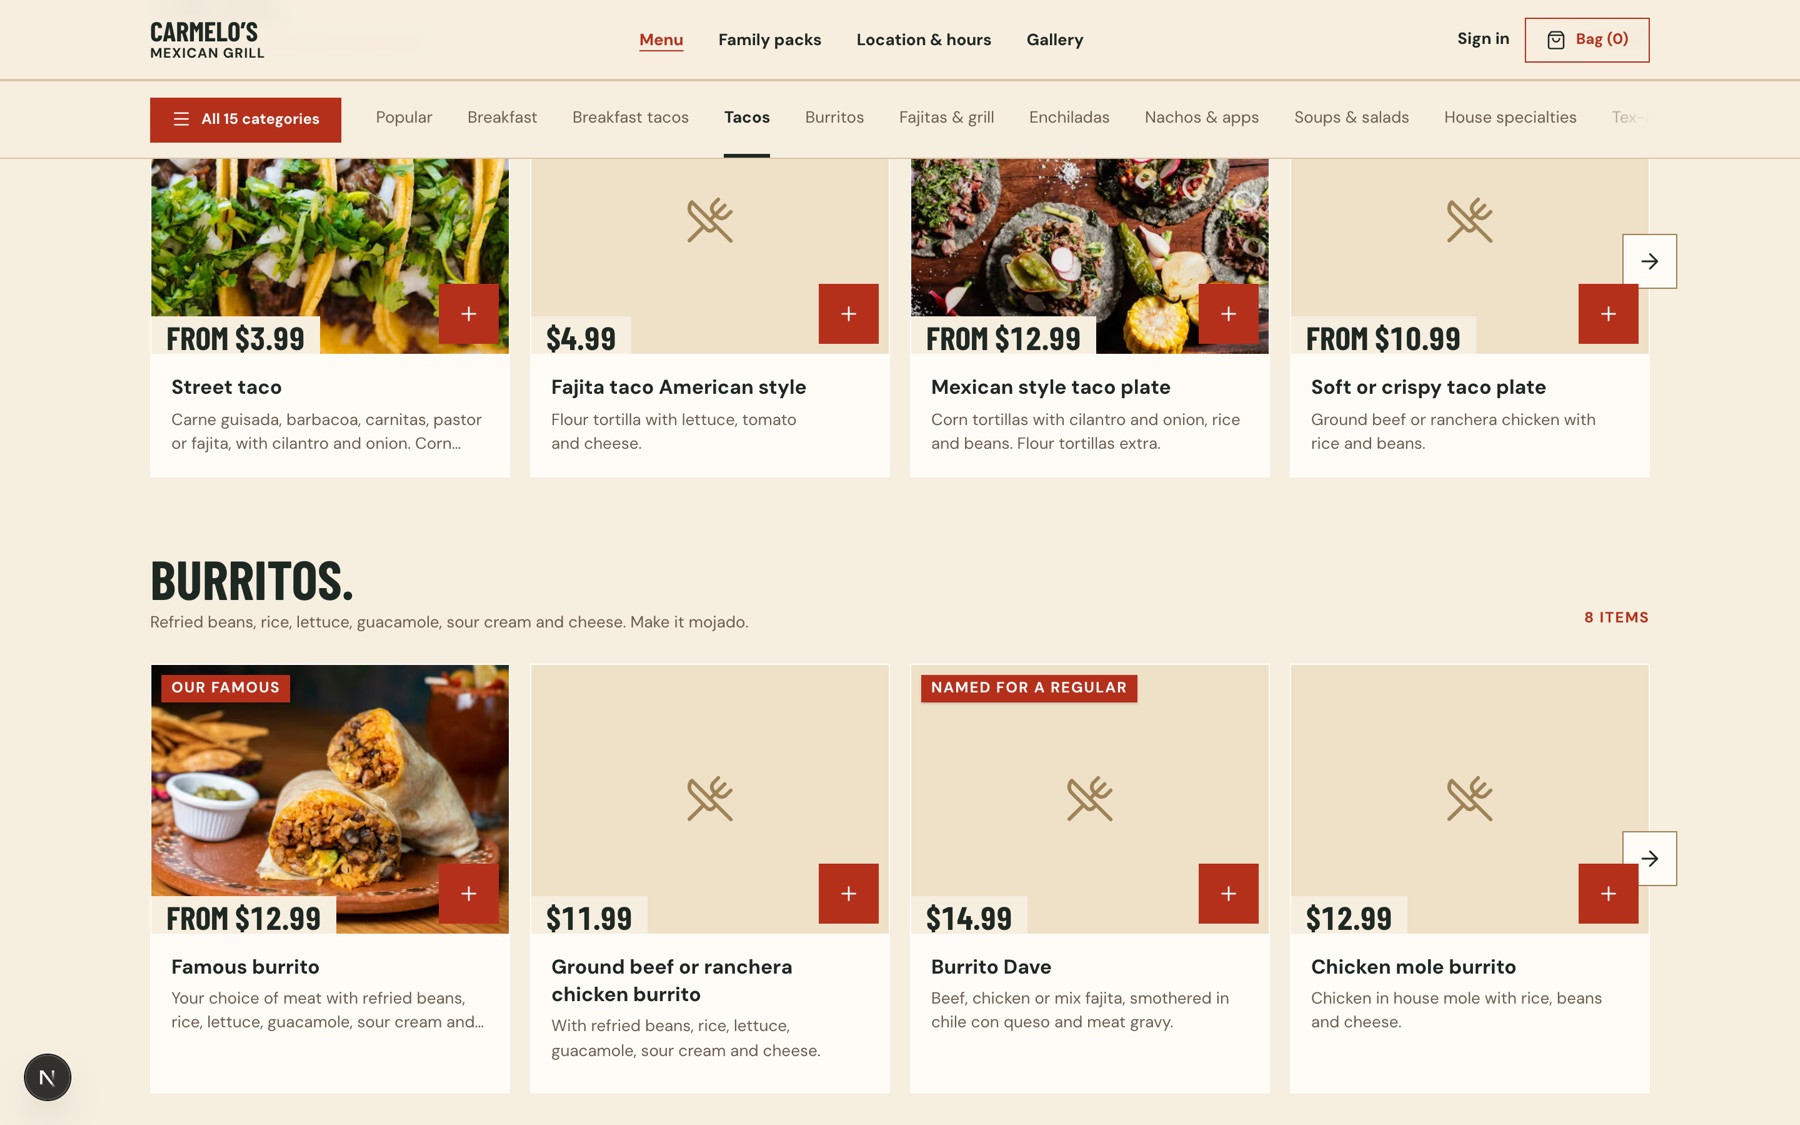 CARMELO'S
MEXICAN GRILL
Menu
Family packs
Location & hours
Gallery
Sign in
Bag (0)
All 15 categories
Popular
Breakfast
Breakfast tacos
Tacos
Burritos
Fajitas & grill
Enchiladas
Nachos & apps
Soups & salads
House specialties
Tex-
FROM $3.99
Street taco
Carne guisada, barbacoa, carnitas, pastor
or fajita, with cilantro and onion. Corn...
$4.99
Fajita taco American style
Flour tortilla with lettuce, tomato
and cheese.
FROM $12.99
Mexican style taco plate
Corn tortillas with cilantro and onion, rice
and beans. Flour tortillas extra.
FROM $10.99
Soft or crispy taco plate
Ground beef or ranchera chicken with
rice and beans.
BURRITOS.
Refried beans, rice, lettuce, guacamole, sour cream and cheese. Make it mojado.
8 ITEMS
OUR FAMOUS
FROM $12.99
Famous burrito
Your choice of meat with refried beans,
rice, lettuce, guacamole, sour cream and...
$11.99
Ground beef or ranchera
chicken burrito
With refried beans, rice, lettuce,
guacamole, sour cream and cheese.
NAMED FOR A REGULAR
$14.99
Burrito Dave
Beef, chicken or mix fajita, smothered in
chile con queso and meat gravy.
$12.99
Chicken mole burrito
Chicken in house mole with rice, beans
and cheese.
N